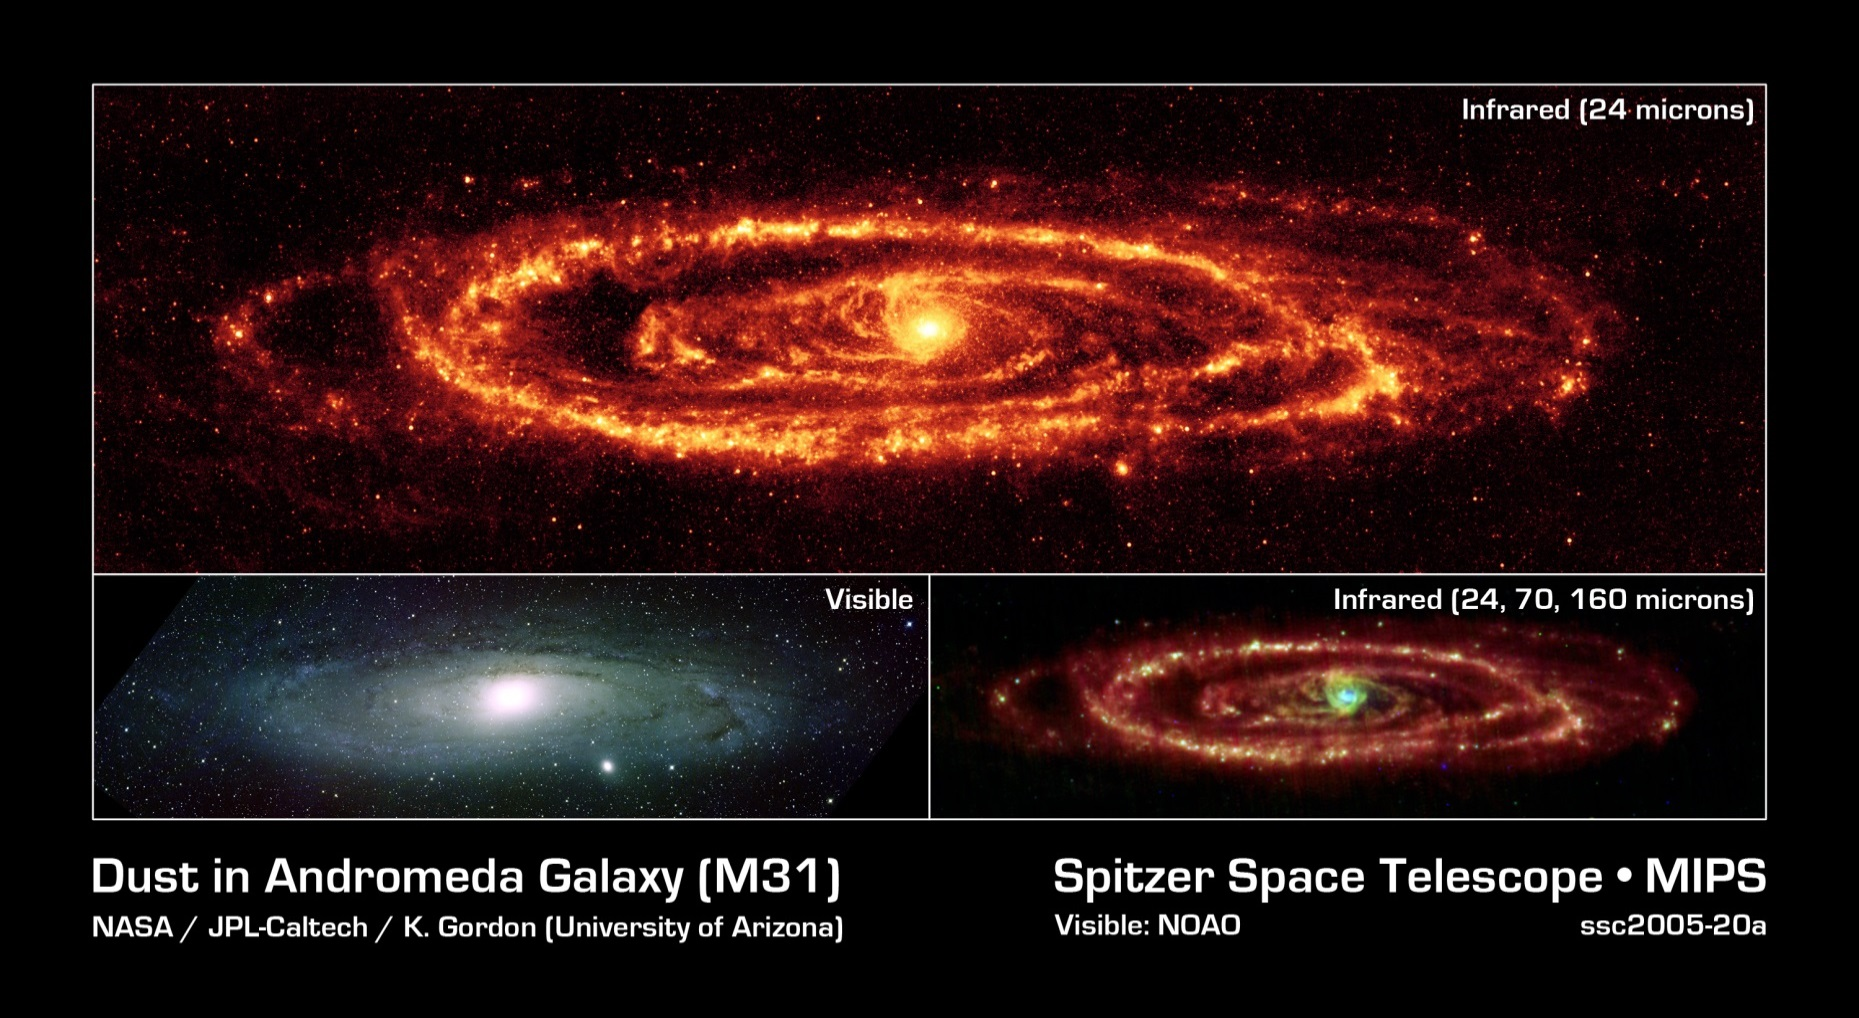 Infrared (24 microns)
Visible
Infrared (24, 70, 160 microns)
Dust in Andromeda Galaxy (M31)
NASA / JPL-Caltech / K. Gordon (University of Arizona)
Spitzer Space Telescope • MIPS
Visible: NOAO
ssc2005-20a